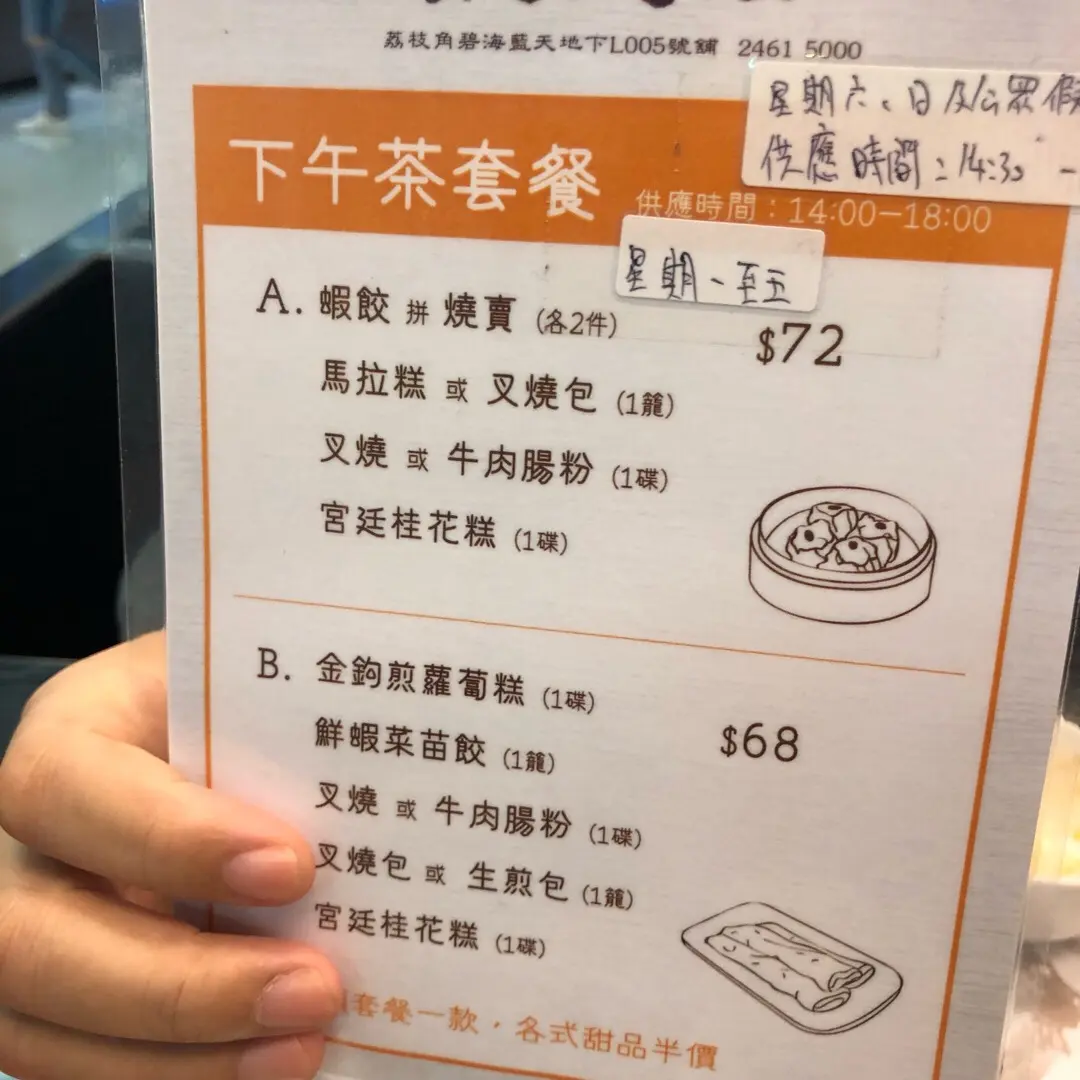 荔枝角碧海藍天地下L005號舖 2461 5000
星期六、日及公眾假
供應時間：14:30 -
下午茶套餐
供應時間：14:00-18:00
星期一至五
A. 蝦餃 拼 燒賣 (各2件) $72
馬拉糕 或 叉燒包 (1籠)
叉燒 或 牛肉腸粉 (1碟)
宮廷桂花糕 (1碟)
B. 金鉤煎蘿蔔糕 (1碟) $68
鮮蝦菜苗餃 (1籠)
叉燒 或 牛肉腸粉 (1碟)
叉燒包 或 生煎包 (1籠)
宮廷桂花糕 (1碟)
套餐一款，各式甜品半價